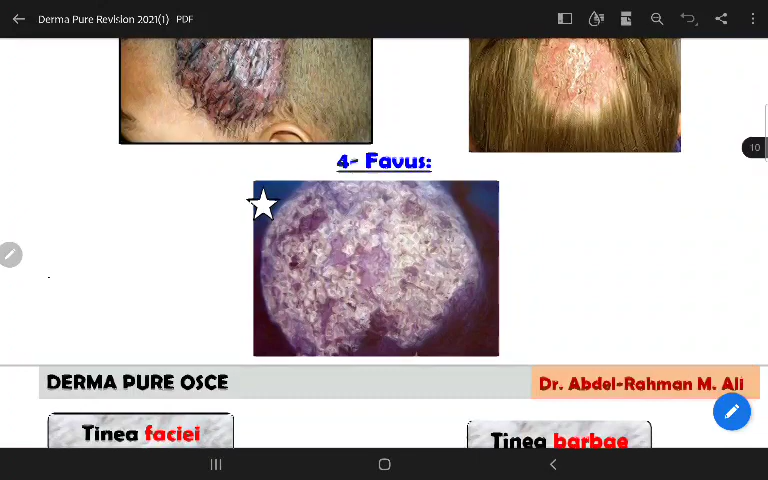 Derma Pure Revision 2021(1) PDF
10
4- Favus:
DERMA PURE OSCE
Dr. Abdel-Rahman M. Ali
Tinea faciei
Tinea barbae